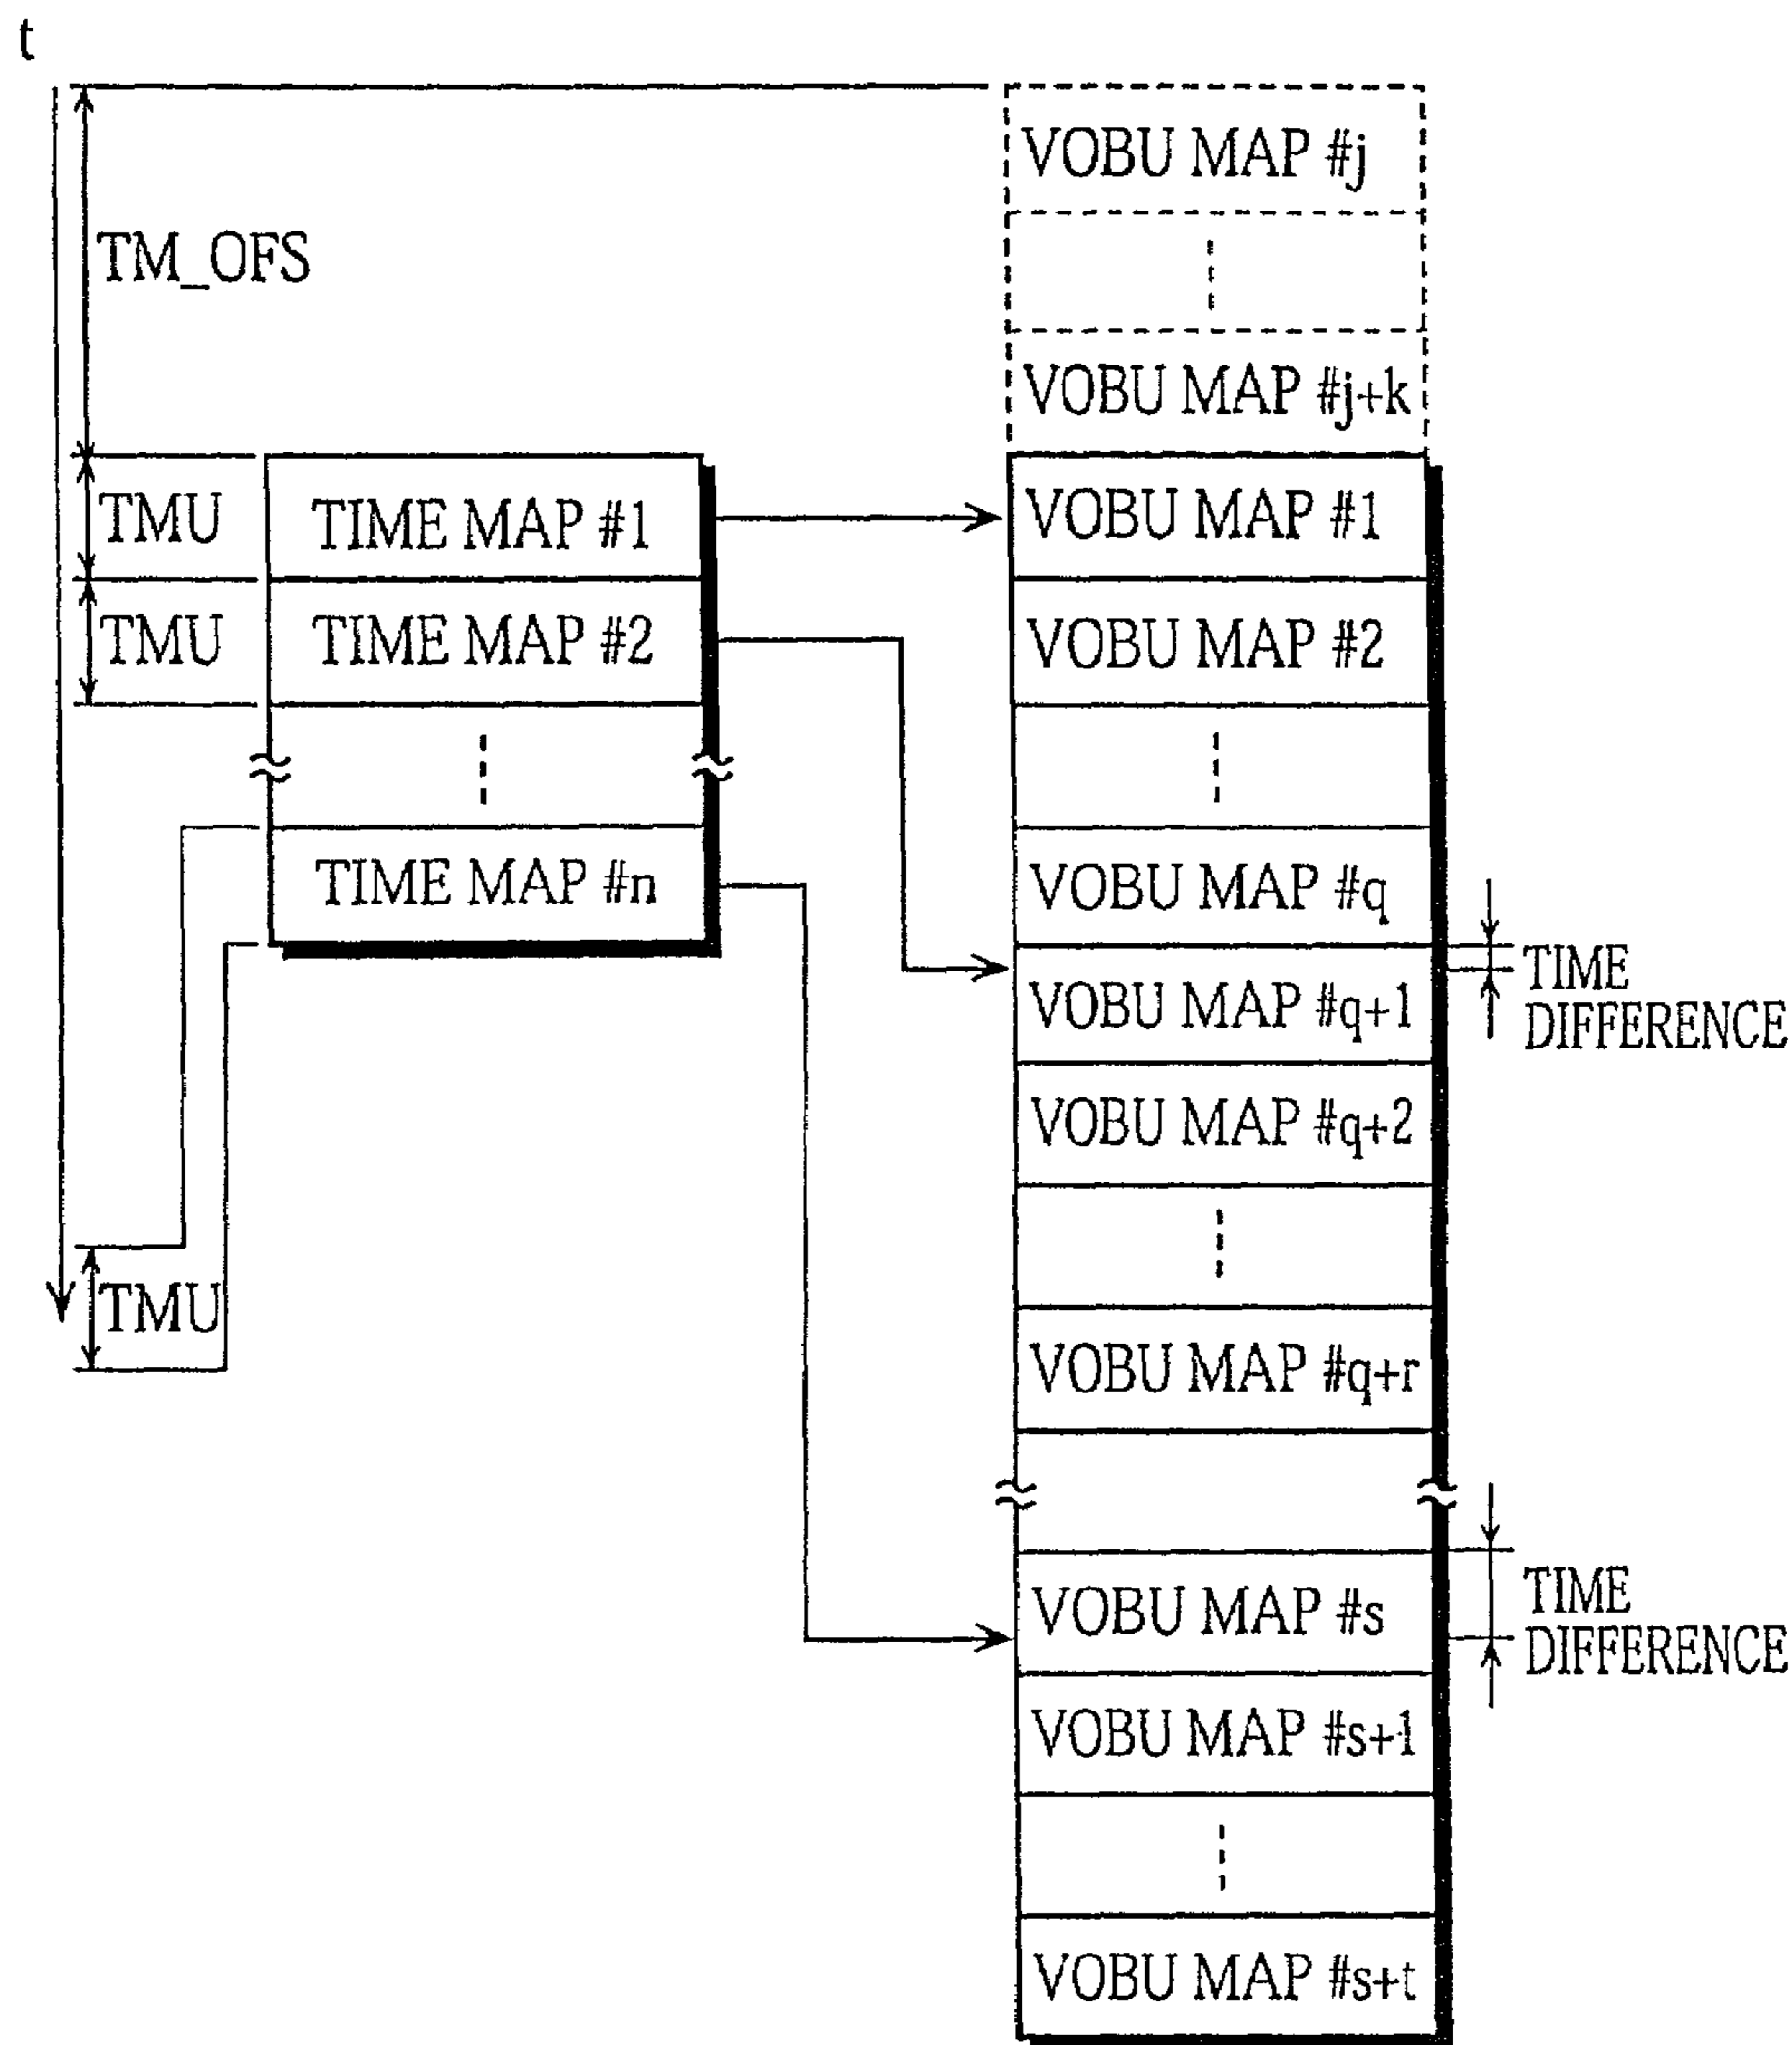 t
VOBU MAP #j
TM_OFS
VOBU MAP #j+k
TMU
TIME MAP #1
VOBU MAP #1
TMU
TIME MAP #2
VOBU MAP #2
TIME MAP #n
VOBU MAP #q
TIME
DIFFERENCE
VOBU MAP #q+1
VOBU MAP #q+2
TMU
VOBU MAP #q+r
VOBU MAP #s
TIME
DIFFERENCE
VOBU MAP #s+1
VOBU MAP #s+t